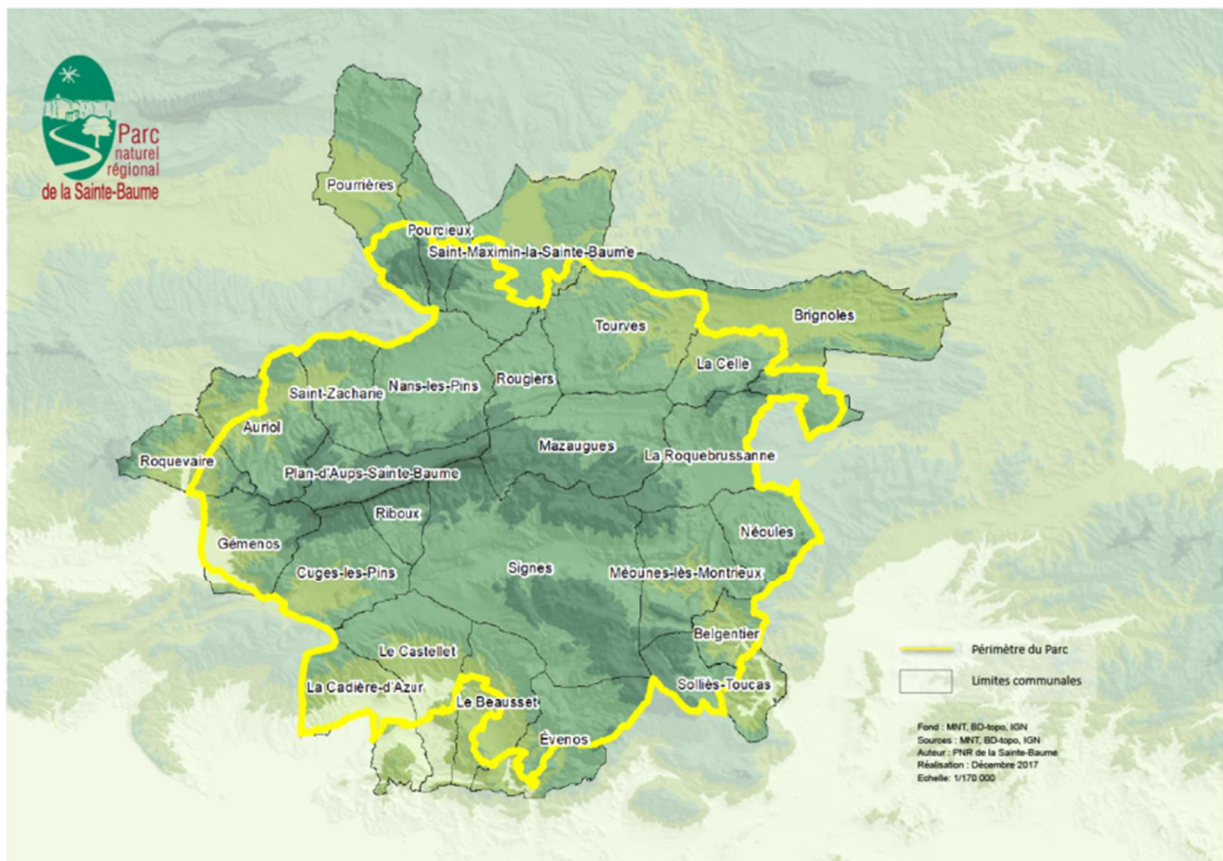 Parc
naturel
régional
de la Sainte-Baume
Pourrières
Pourcieux
Saint-Maximin-la-Sainte-Baume
Brignoles
Tourves
La Celle
Saint-Zacharie
Nans-les-Pins
Rougiers
Auriol
Mazaugues
La Roquebrussanne
Roquevaire
Plan-d'Aups-Sainte-Baume
Riboux
Néoules
Gémenos
Cuges-les-Pins
Signes
Méounes-lès-Montrieux
Belgentier
Le Castellet
La Cadière-d'Azur
Solliès-Toucas
Le Beausset
Évenos
Périmètre du Parc
Limites communales
Fond : MNT, BD-topo, IGN
Sources : MNT, BD-topo, IGN
Auteur : PNR de la Sainte-Baume
Réalisation : Décembre 2017
Echelle: 1/170 000